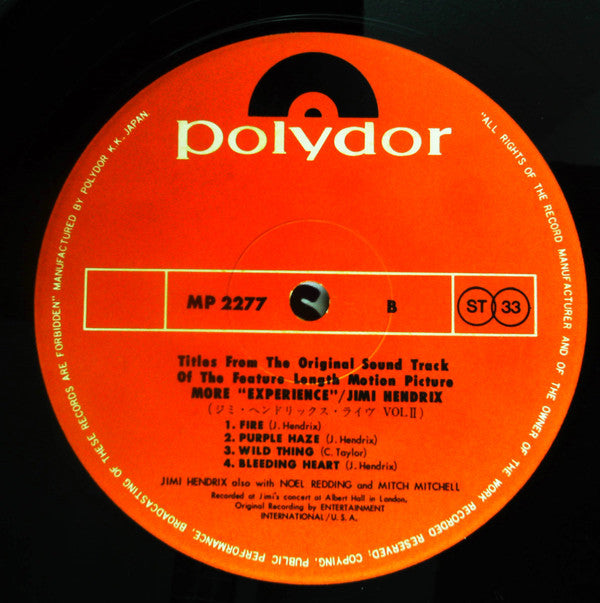 polydor
MP 2277 B ST 33
Titles From The Original Sound Track
Of The Feature Length Motion Picture
MORE "EXPERIENCE"/JIMI HENDRIX
(ジミ・ヘンドリックス・ライヴ VOL.Ⅱ)
1. FIRE (J. Hendrix)
2. PURPLE HAZE (J. Hendrix)
3. WILD THING (C. Taylor)
4. BLEEDING HEART (J. Hendrix)
JIMI HENDRIX also with NOEL REDDING and MITCH MITCHELL
Recorded at Jimi's concert at Albert Hall in London.
Original Recording by ENTERTAINMENT
INTERNATIONAL/U.S.A.
"ALL RIGHTS OF THE RECORD MANUFACTURER AND OF THE OWNER OF THE WORK RECORDED RESERVED, COPYING, PUBLIC PERFORMANCE, BROADCASTING OF THESE RECORDS ARE FORBIDDEN" MANUFACTURED BY POLYDOR K.K., JAPAN.